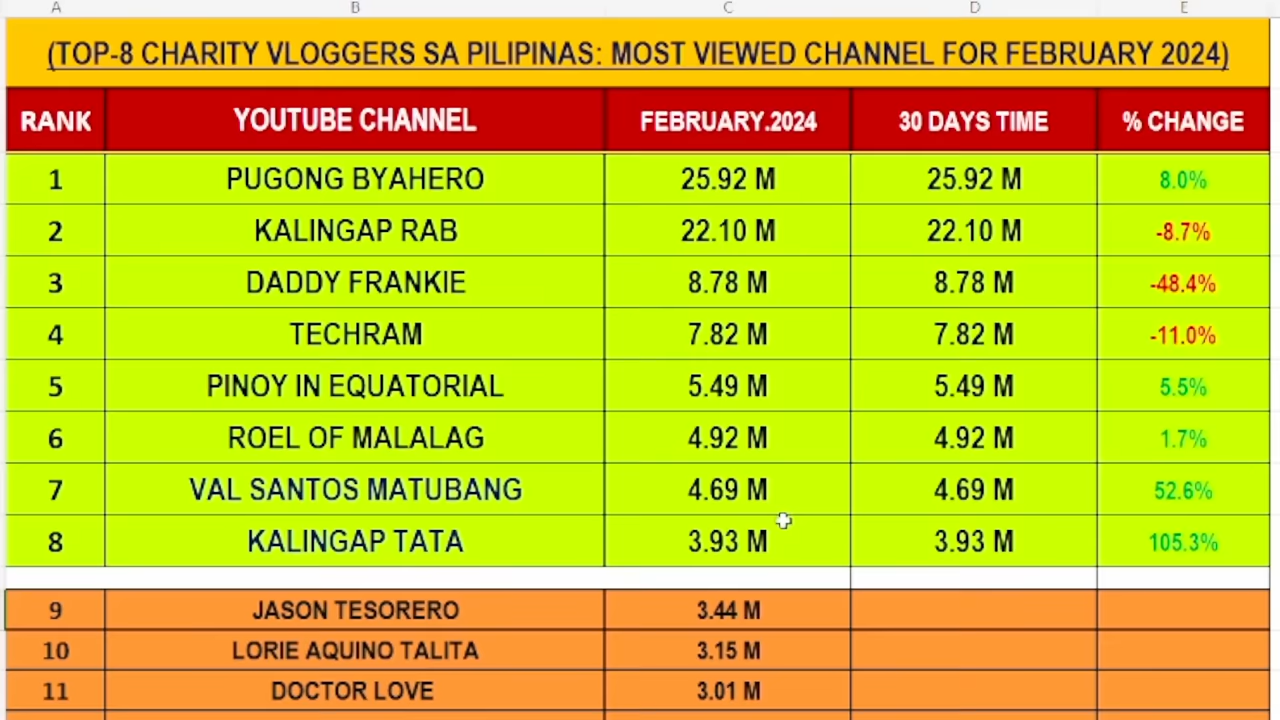 A B C D E
(TOP-8 CHARITY VLOGGERS SA PILIPINAS: MOST VIEWED CHANNEL FOR FEBRUARY 2024)
RANK YOUTUBE CHANNEL FEBRUARY.2024 30 DAYS TIME % CHANGE
1 PUGONG BYAHERO 25.92 M 25.92 M 8.0%
2 KALINGAP RAB 22.10 M 22.10 M -8.7%
3 DADDY FRANKIE 8.78 M 8.78 M -48.4%
4 TECHRAM 7.82 M 7.82 M -11.0%
5 PINOY IN EQUATORIAL 5.49 M 5.49 M 5.5%
6 ROEL OF MALALAG 4.92 M 4.92 M 1.7%
7 VAL SANTOS MATUBANG 4.69 M 4.69 M 52.6%
8 KALINGAP TATA 3.93 M 3.93 M 105.3%
9 JASON TESORERO 3.44 M
10 LORIE AQUINO TALITA 3.15 M
11 DOCTOR LOVE 3.01 M